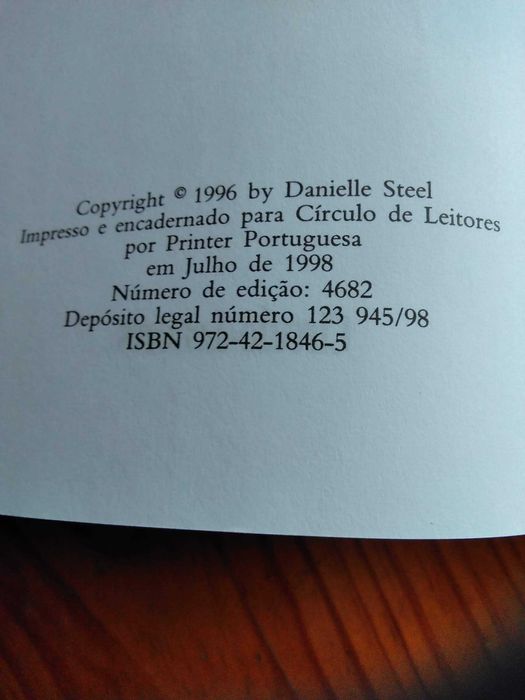 Copyright © 1996 by Danielle Steel
Impresso e encadernado para Círculo de Leitores
por Printer Portuguesa
em Julho de 1998
Número de edição: 4682
Depósito legal número 123 945/98
ISBN 972-42-1846-5